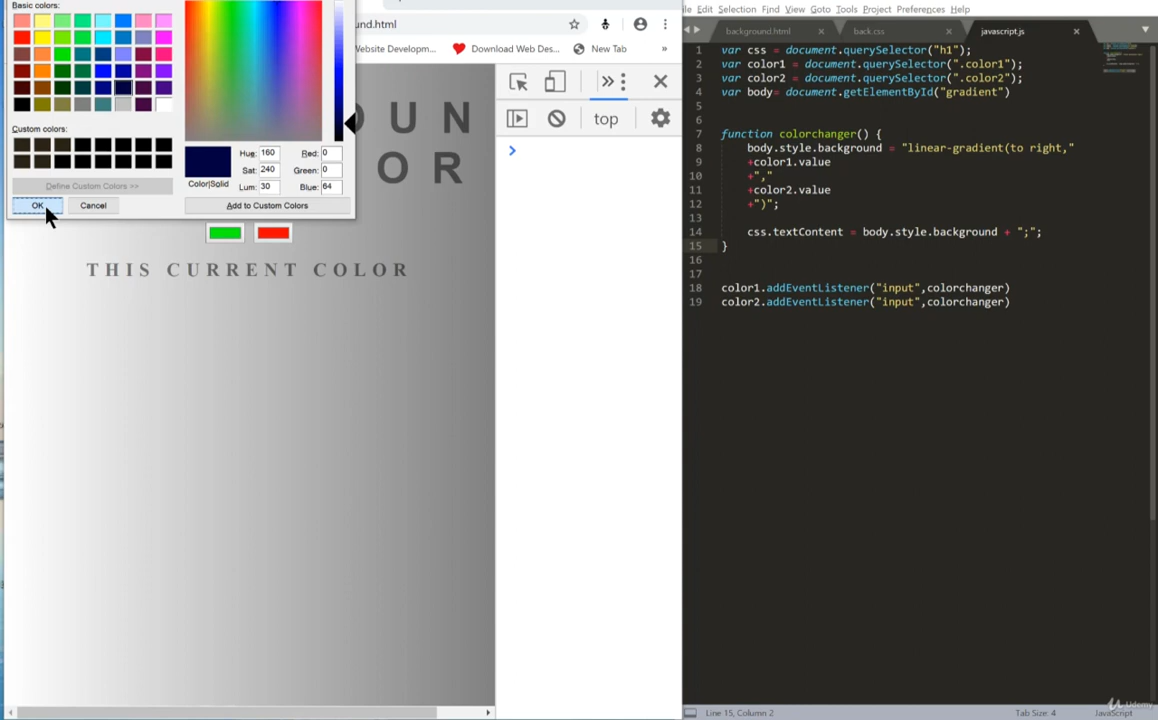 Basic colors:
Custom colors:
Define Custom Colors >>
OK
Cancel
Color|Solid
Hue: 160
Sat: 240
Lum: 30
Red: 0
Green: 0
Blue: 64
Add to Custom Colors
und.html
Website Developm...
Download Web Des...
New Tab
»
O U N
O R
THIS CURRENT COLOR
»
top
File Edit Selection Find View Goto Tools Project Preferences Help
background.html
back.css
javascript.js
1 var css = document.querySelector("h1");
2 var color1 = document.querySelector(".color1");
3 var color2 = document.querySelector(".color2");
4 var body= document.getElementById("gradient")
5
6
7 function colorchanger() {
8 body.style.background = "linear-gradient(to right,"
9 +color1.value
10 +","
11 +color2.value
12 +")";
13
14 css.textContent = body.style.background + ";";
15 }
16
17
18 color1.addEventListener("input",colorchanger)
19 color2.addEventListener("input",colorchanger)
Line 15, Column 2
Tab Size: 4
JavaScript
Udemy